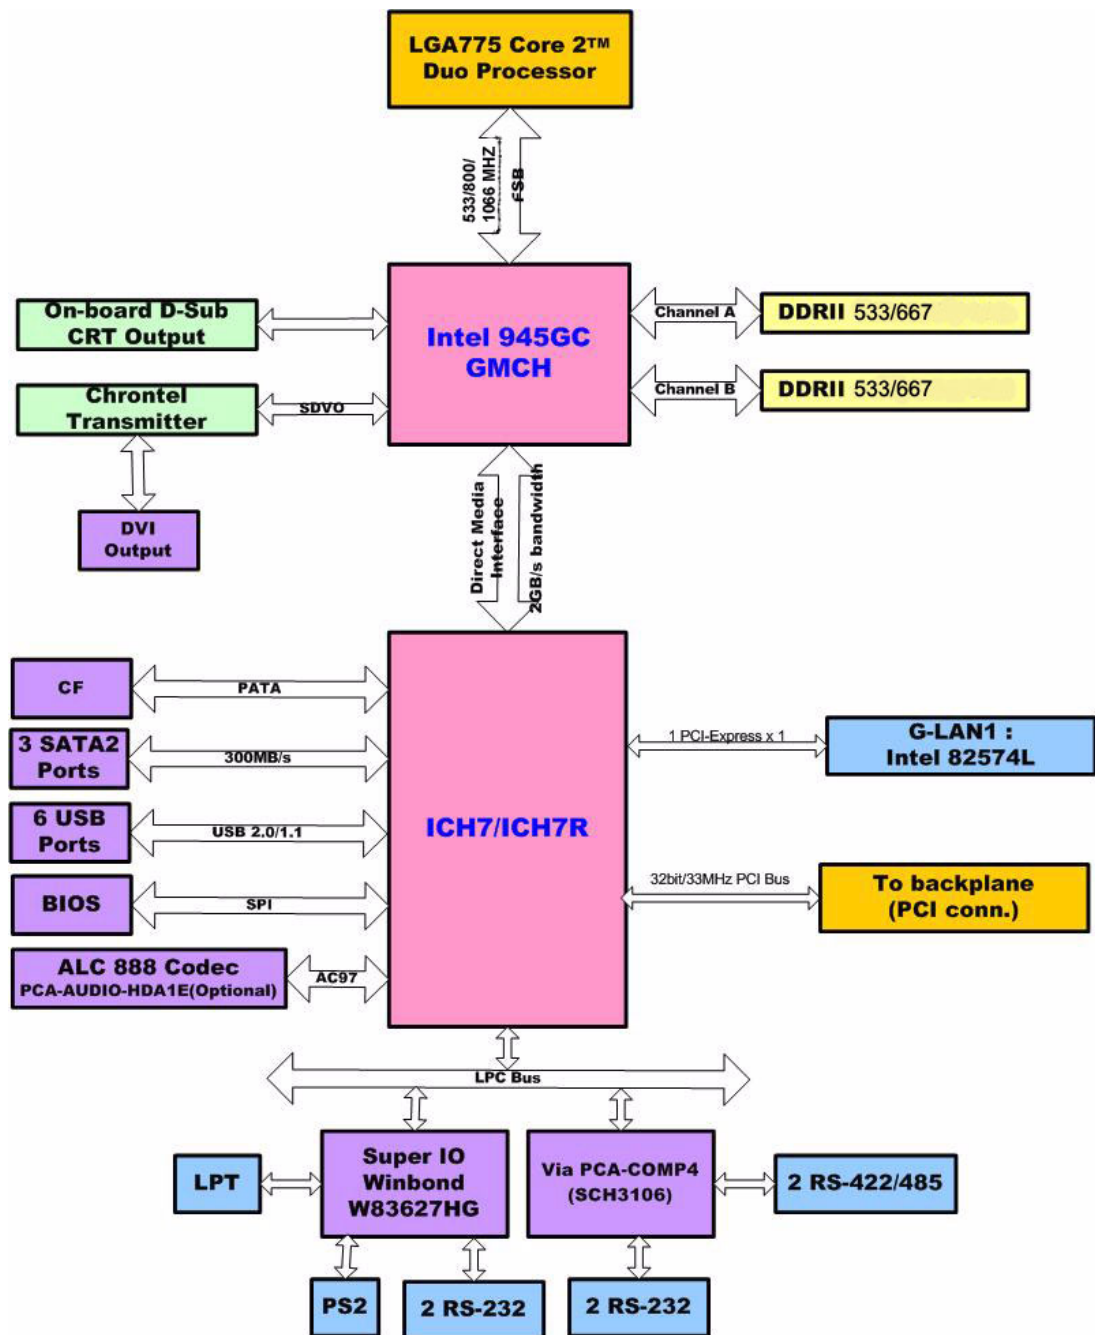 LGA775 Core 2™
Duo Processor
533/800/
1066 MHZ
FSB
On-board D-Sub
CRT Output
Intel 945GC
GMCH
Channel A
DDRII 533/667
Chrontel
Transmitter
SDVO
Channel B
DDRII 533/667
DVI
Output
Direct Media
Interface
2GB/s bandwidth
CF
PATA
3 SATA2
Ports
300MB/s
6 USB
Ports
USB 2.0/1.1
BIOS
SPI
ALC 888 Codec
PCA-AUDIO-HDA1E(Optional)
AC97
ICH7/ICH7R
1 PCI-Express x 1
G-LAN1 :
Intel 82574L
32bit/33MHz PCI Bus
To backplane
(PCI conn.)
LPC Bus
LPT
Super IO
Winbond
W83627HG
Via PCA-COMP4
(SCH3106)
2 RS-422/485
PS2
2 RS-232
2 RS-232